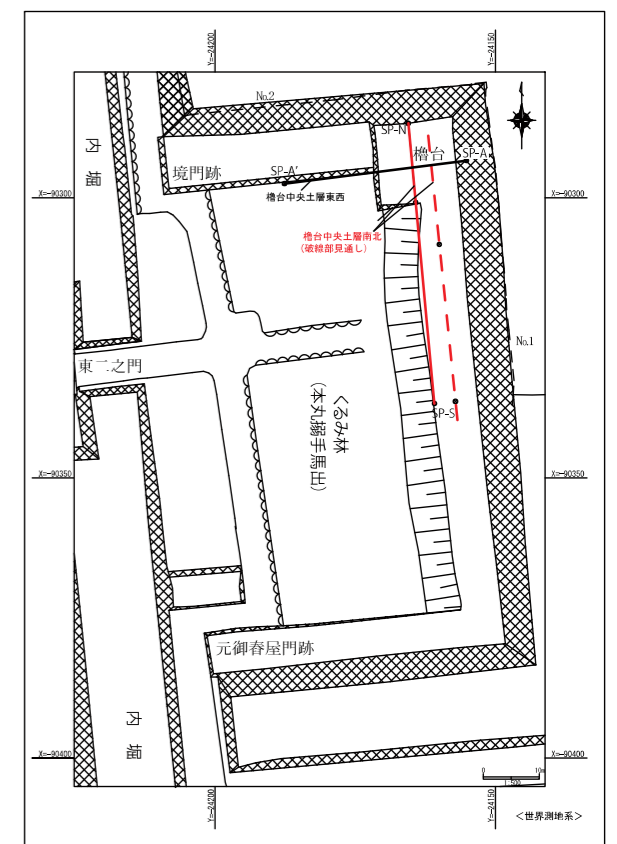 Y=-24200
Y=-24150
No.2
SP-N
内堀
境門跡
櫓台
SP-A
SP-A'
X=-90300
X=-90300
櫓台中央土層東西
櫓台中央土層南北
(破線部見通し)
No.1
東二之門
くるみ林
(本丸搦手馬出)
SP-S
X=-90350
X=-90350
元御春屋門跡
内堀
X=-90400
X=-90400
0
10m
1:500
Y=-24200
Y=-24150
<世界測地系>